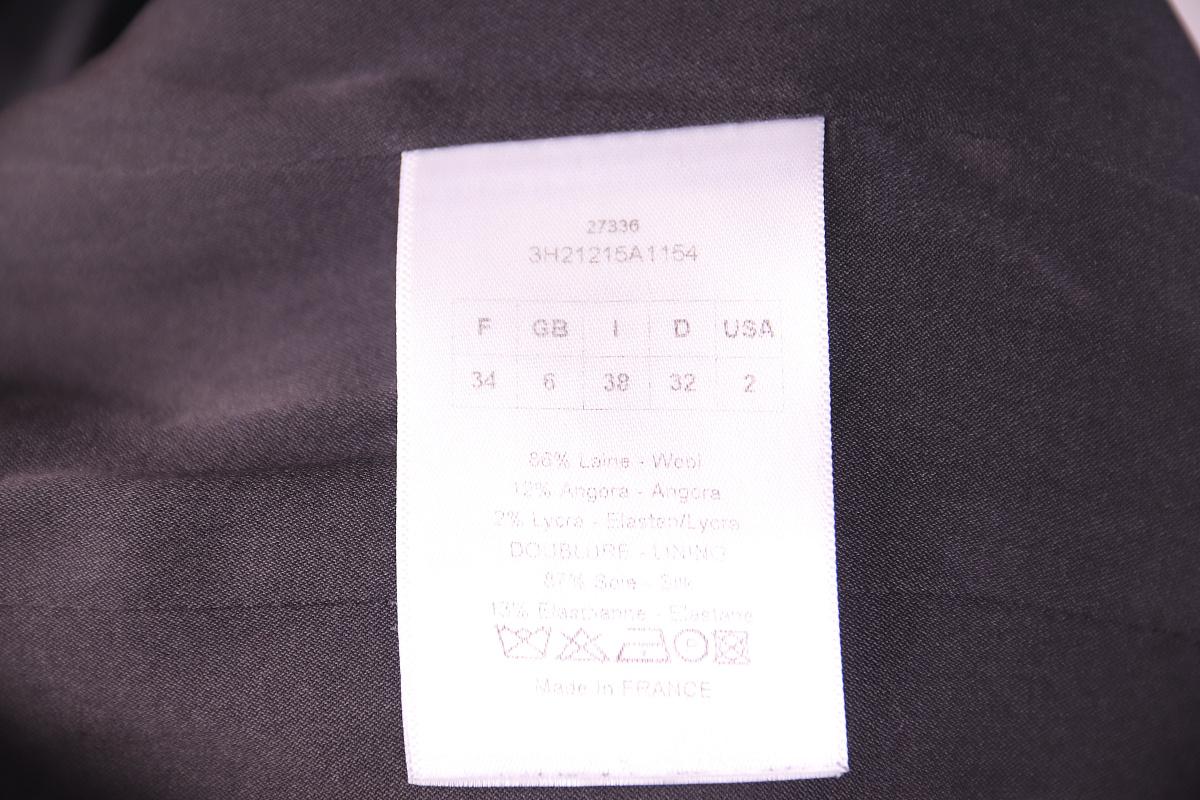 27336
3H21215A1154
F GB I D USA
34 6 38 32 2
86% Laine - Wool
12% Angora - Angora
2% Lycra - Elastan/Lycra
DOUBLURE - LINING
87% Soie - Silk
13% Elasthanne - Elastane
Made in FRANCE